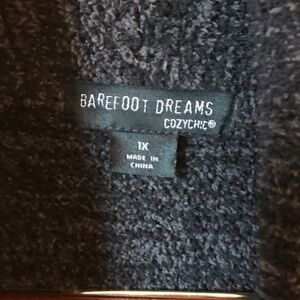 BAREFOOT DREAMS
COZYCHIC®
1X
MADE IN
CHINA